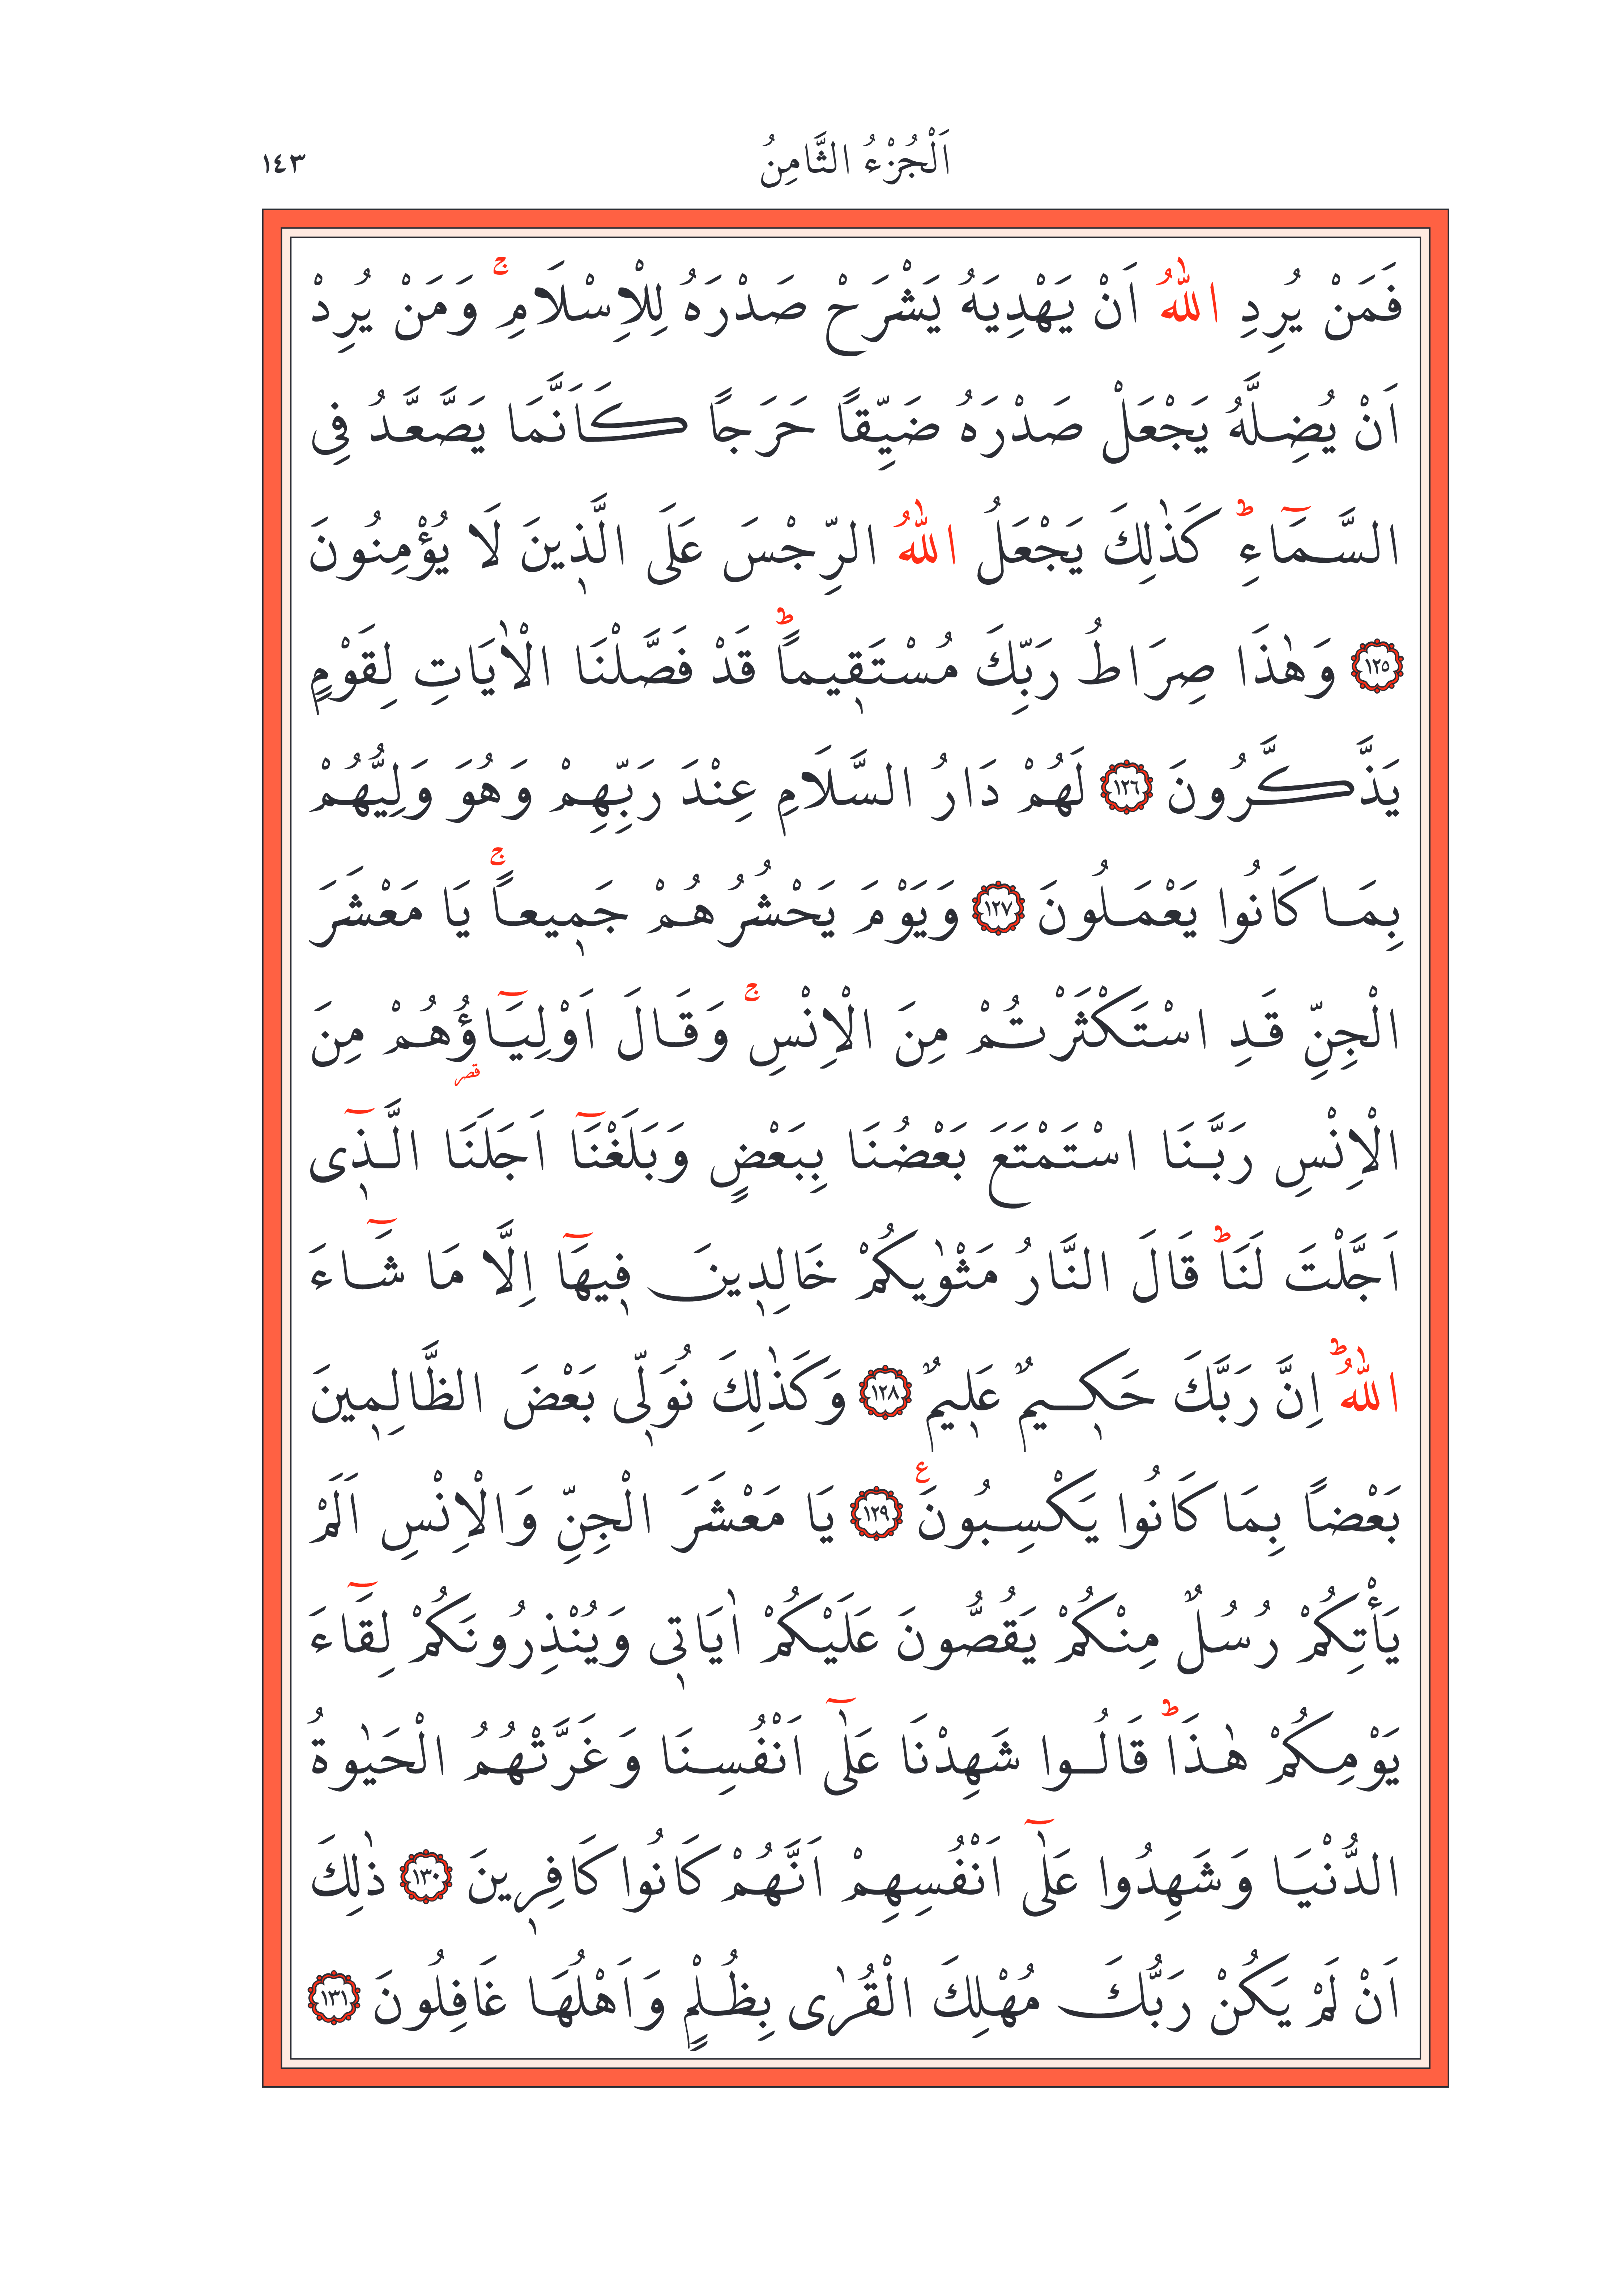 اَلْجُزْءُ الثَّامِنُ
١٤٣
فَمَنْ يُرِدِ اللّٰهُ اَنْ يَهْدِيَهُ يَشْرَحْ صَدْرَهُ لِلْاِسْلَامِۚ وَمَنْ يُرِدْ
اَنْ يُضِلَّهُ يَجْعَلْ صَدْرَهُ ضَيِّقًا حَرَجًا كَاَنَّمَا يَصَّعَّدُ فِى
السَّمَٓاءِۜ كَذٰلِكَ يَجْعَلُ اللّٰهُ الرِّجْسَ عَلَى الَّذ۪ينَ لَا يُؤْمِنُونَ
١٢٥ وَهٰذَا صِرَاطُ رَبِّكَ مُسْتَق۪يمًاۜ قَدْ فَصَّلْنَا الْاٰيَاتِ لِقَوْمٍ
يَذَّكَّرُونَ ١٢٦ لَهُمْ دَارُ السَّلَامِ عِنْدَ رَبِّهِمْ وَهُوَ وَلِيُّهُمْ
بِمَا كَانُوا يَعْمَلُونَ ١٢٧ وَيَوْمَ يَحْشُرُهُمْ جَم۪يعًاۚ يَا مَعْشَرَ
الْجِنِّ قَدِ اسْتَكْثَرْتُمْ مِنَ الْاِنْسِۚ وَقَالَ اَوْلِيَٓاؤُ۬هُمْ مِنَ
قصر
الْاِنْسِ رَبَّنَا اسْتَمْتَعَ بَعْضُنَا بِبَعْضٍ وَبَلَغْنَٓا اَجَلَنَا الَّذ۪ٓى
اَجَّلْتَ لَنَاۜ قَالَ النَّارُ مَثْوٰيكُمْ خَالِد۪ينَ ف۪يهَٓا اِلَّا مَا شَٓاءَ
اللّٰهُۜ اِنَّ رَبَّكَ حَك۪يمٌ عَل۪يمٌ ١٢٨ وَكَذٰلِكَ نُوَلّ۪ى بَعْضَ الظَّالِم۪ينَ
بَعْضًا بِمَا كَانُوا يَكْسِبُونَ۟ ع ١٢٩ يَا مَعْشَرَ الْجِنِّ وَالْاِنْسِ اَلَمْ
يَأْتِكُمْ رُسُلٌ مِنْكُمْ يَقُصُّونَ عَلَيْكُمْ اٰيَات۪ى وَيُنْذِرُونَكُمْ لِقَٓاءَ
يَوْمِكُمْ هٰذَاۜ قَالُوا شَهِدْنَا عَلٰٓى اَنْفُسِنَا وَغَرَّتْهُمُ الْحَيٰوةُ
الدُّنْيَا وَشَهِدُوا عَلٰٓى اَنْفُسِهِمْ اَنَّهُمْ كَانُوا كَافِر۪ينَ ١٣٠ ذٰلِكَ
اَنْ لَمْ يَكُنْ رَبُّكَ مُهْلِكَ الْقُرٰى بِظُلْمٍ وَاَهْلُهَا غَافِلُونَ ١٣١